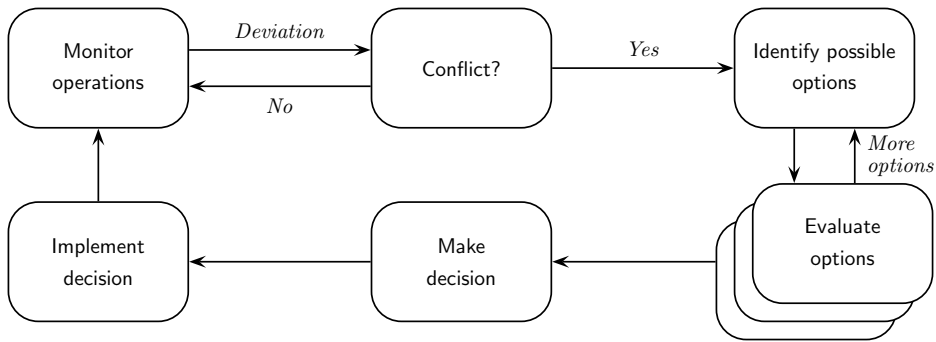 Monitor
operations
Deviation
No
Conflict?
Yes
Identify possible
options
More
options
Evaluate
options
Make
decision
Implement
decision